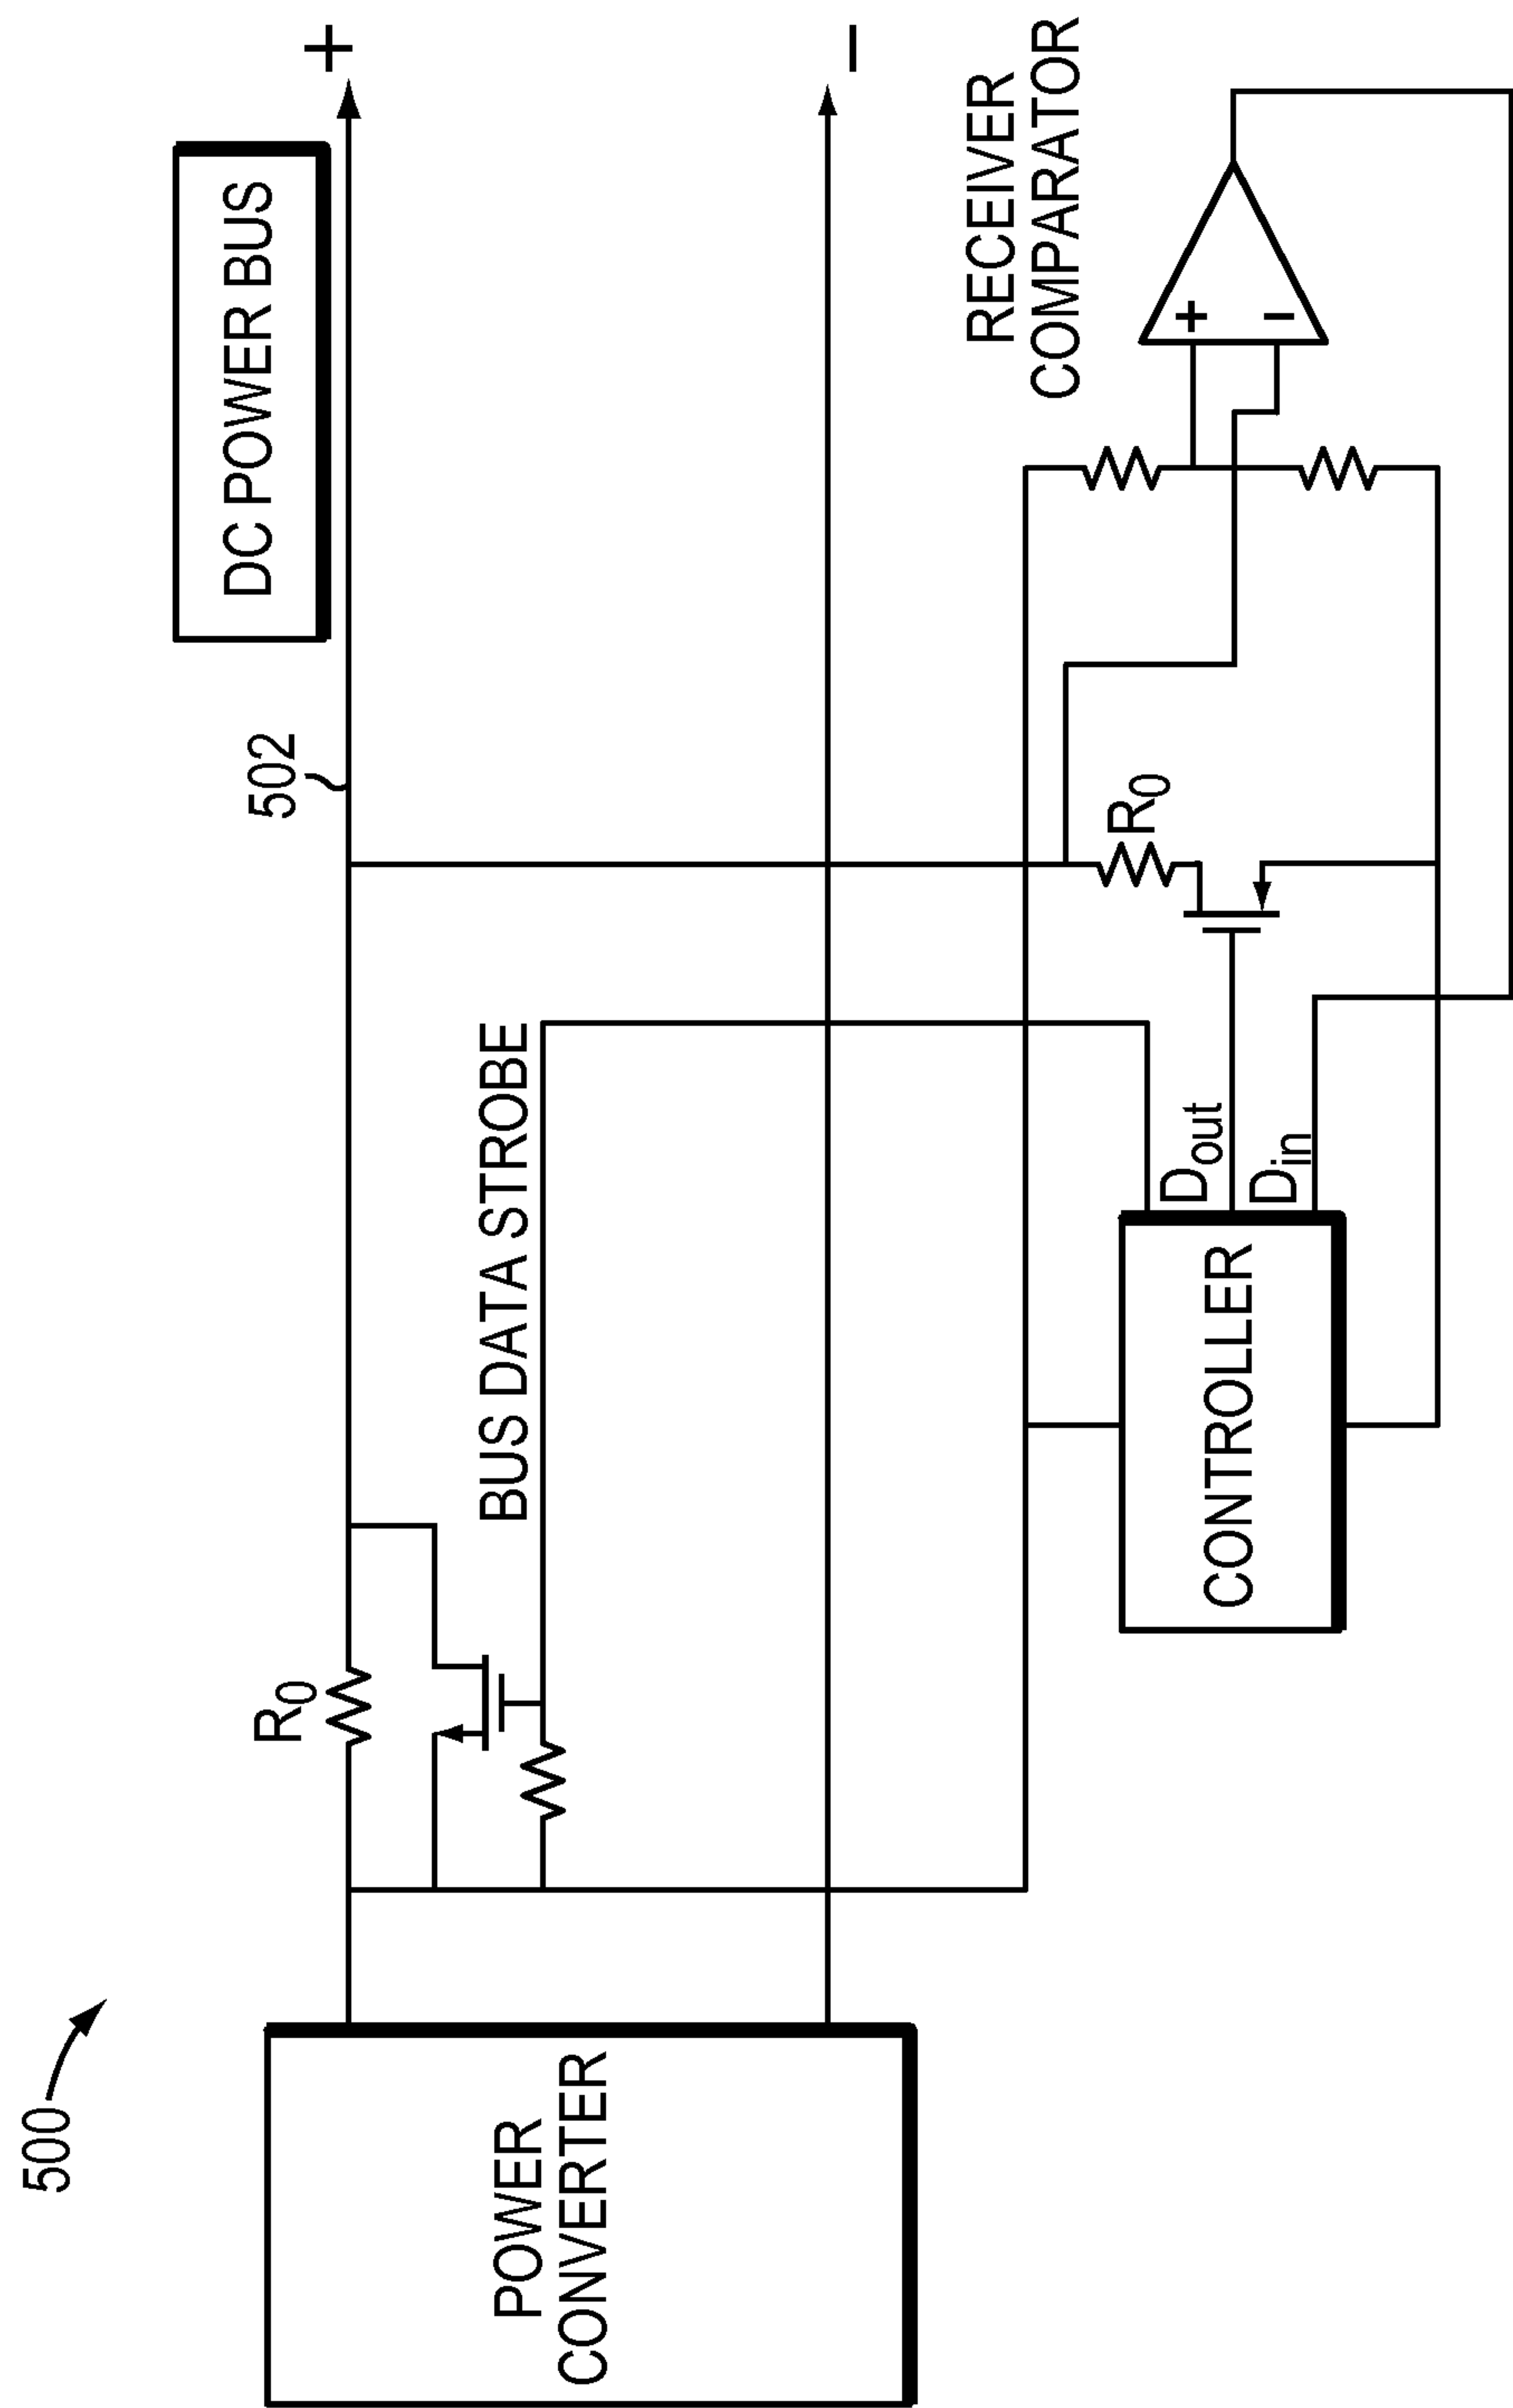 500
POWER
CONVERTER
R0
BUS DATA STROBE
502
DC POWER BUS
+
−
CONTROLLER
Dout
Din
R0
RECEIVER
COMPARATOR
+
−